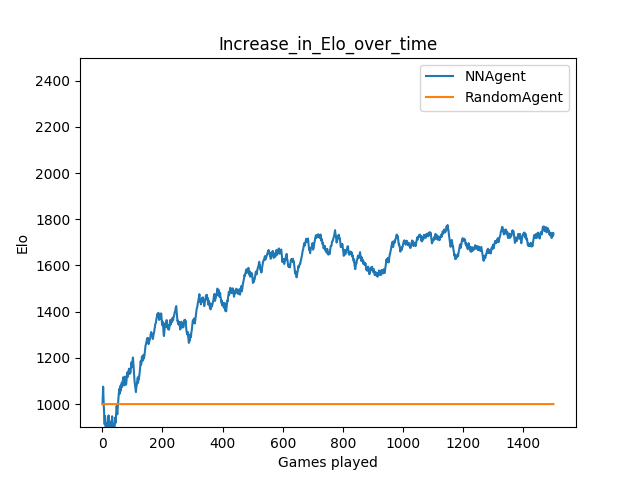 Increase_in_Elo_over_time
NNAgent
RandomAgent
2400
2200
2000
1800
1600
1400
1200
1000
Elo
0 200 400 600 800 1000 1200 1400
Games played